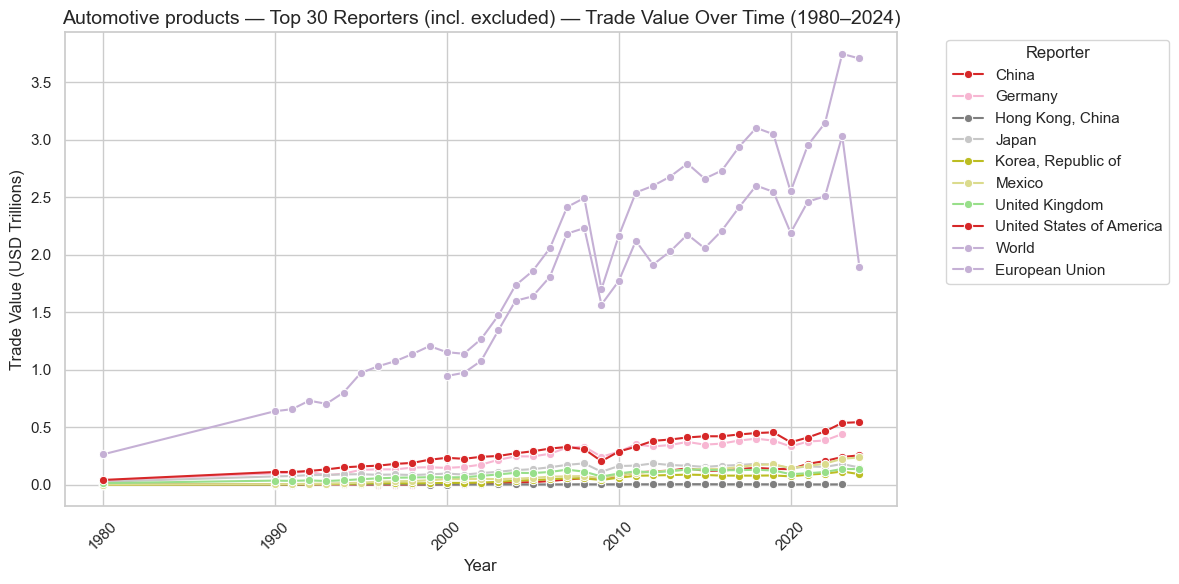 Automotive products — Top 30 Reporters (incl. excluded) — Trade Value Over Time (1980–2024)
Trade Value (USD Trillions)
3.5
3.0
2.5
2.0
1.5
1.0
0.5
0.0
1980
1990
2000
2010
2020
Year
Reporter
China
Germany
Hong Kong, China
Japan
Korea, Republic of
Mexico
United Kingdom
United States of America
World
European Union